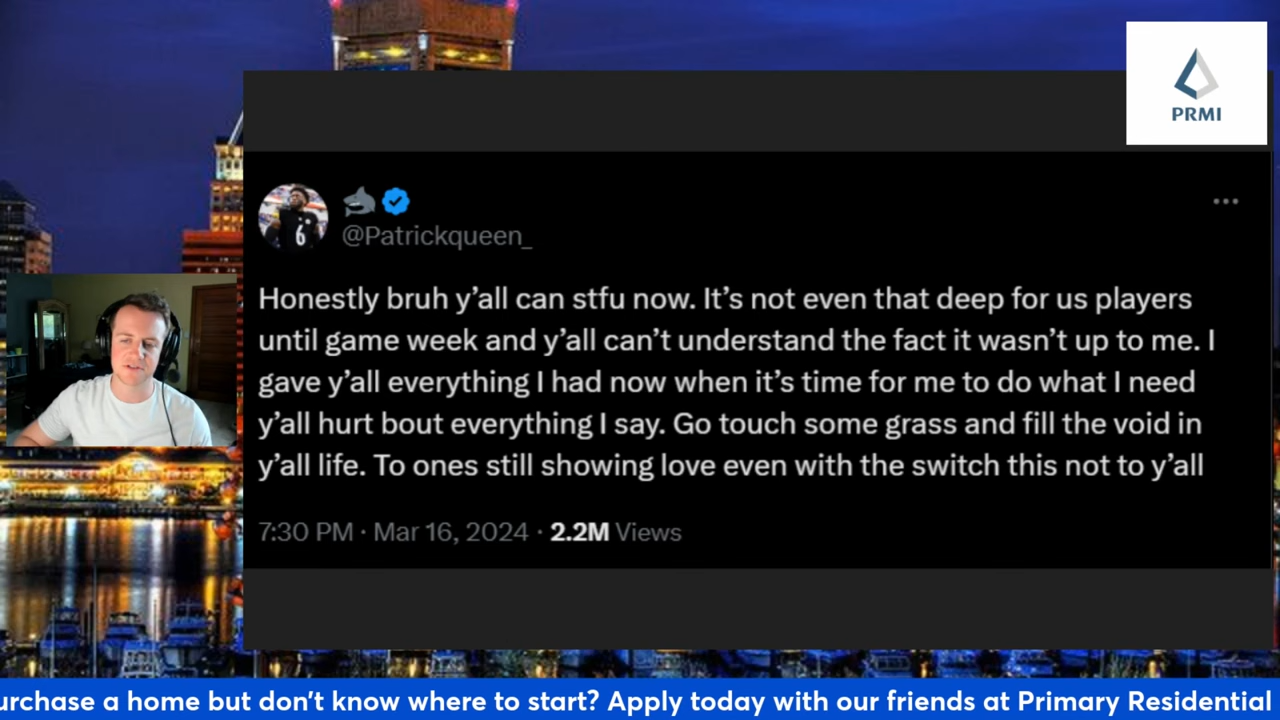 PRMI
6
@Patrickqueen_
Honestly bruh y’all can stfu now. It’s not even that deep for us players
until game week and y’all can’t understand the fact it wasn’t up to me. I
gave y’all everything I had now when it’s time for me to do what I need
y’all hurt bout everything I say. Go touch some grass and fill the void in
y’all life. To ones still showing love even with the switch this not to y’all
7:30 PM · Mar 16, 2024 · 2.2M Views
urchase a home but don't know where to start? Apply today with our friends at Primary Residential